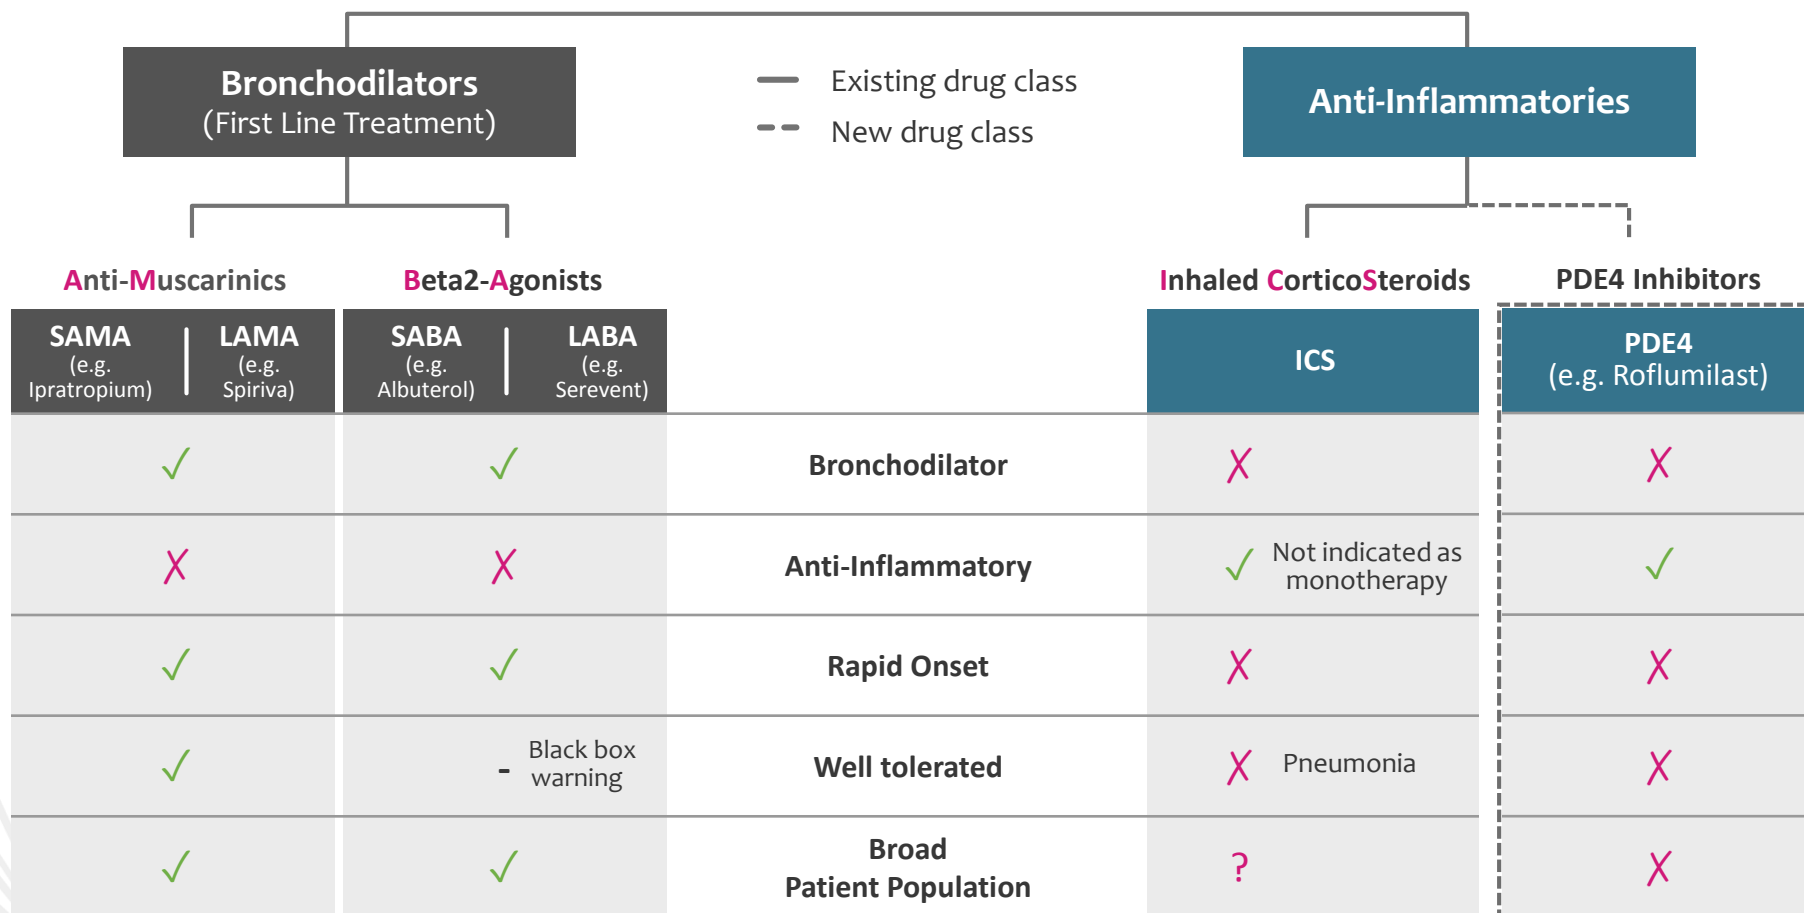 Bronchodilators
(First Line Treatment)
Existing drug class
New drug class
Anti-Inflammatories
Anti-Muscarinics
Beta2-Agonists
Inhaled CorticoSteroids
PDE4 Inhibitors
SAMA
(e.g.
Ipratropium)
LAMA
(e.g.
Spiriva)
SABA
(e.g.
Albuterol)
LABA
(e.g.
Serevent)
ICS
PDE4
(e.g. Roflumilast)
✓ ✓ Bronchodilator ✗ ✗
✗ ✗ Anti-Inflammatory ✓ Not indicated as
monotherapy ✓
✓ ✓ Rapid Onset ✗ ✗
✓ - Black box
warning
Well tolerated ✗ Pneumonia ✗
✓ ✓ Broad
Patient Population ? ✗